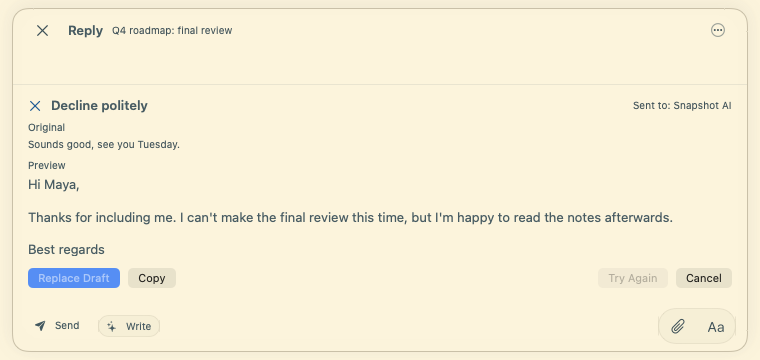 Reply Q4 roadmap: final review
Decline politely Sent to: Snapshot AI
Original
Sounds good, see you Tuesday.
Preview
Hi Maya,
Thanks for including me. I can't make the final review this time, but I'm happy to read the notes afterwards.
Best regards
Replace Draft Copy Try Again Cancel
Send Write Aa